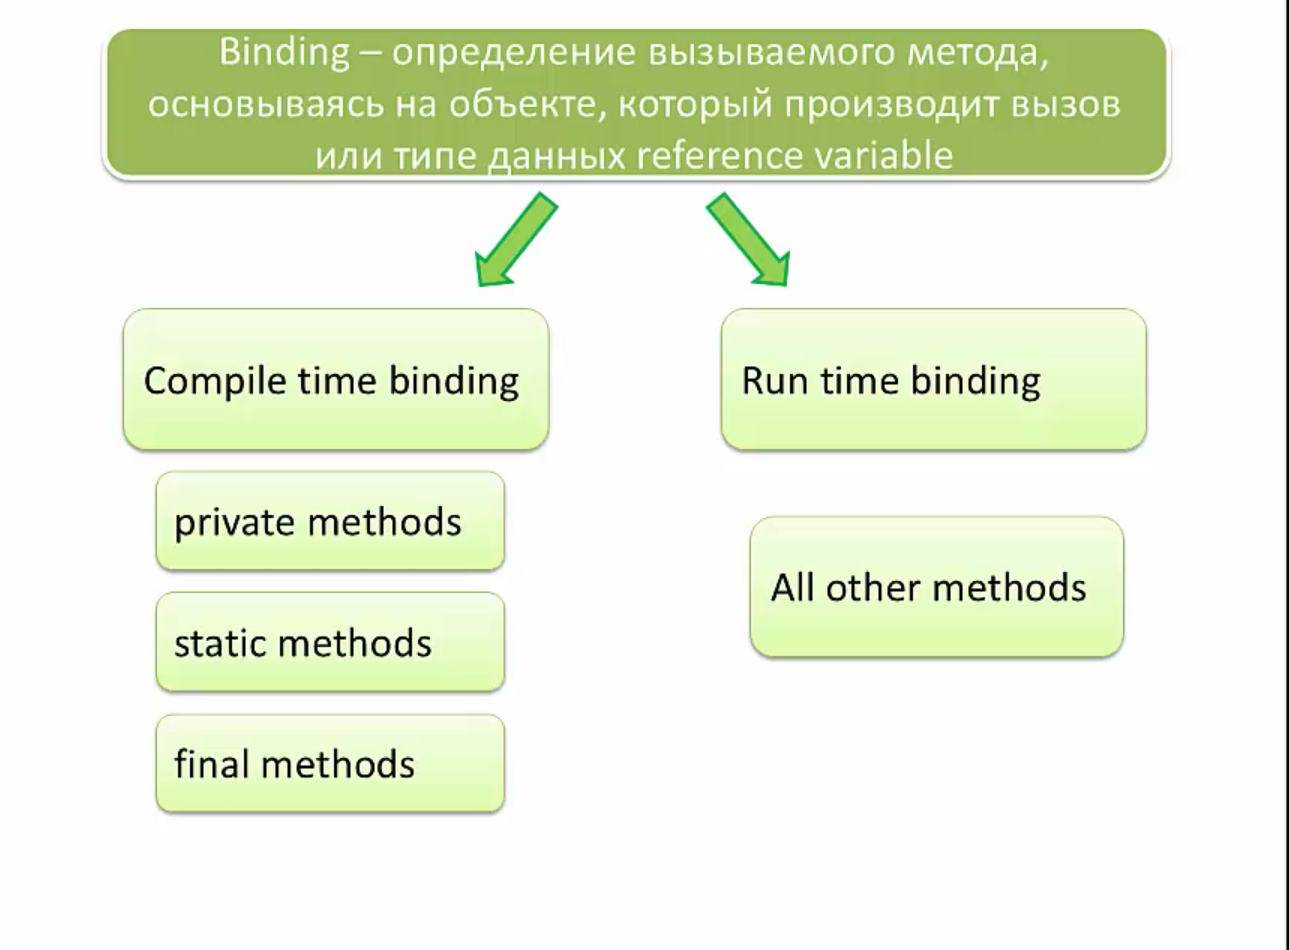 Binding – определение вызываемого метода,
основываясь на объекте, который производит вызов
или типе данных reference variable
Compile time binding
Run time binding
private methods
static methods
final methods
All other methods